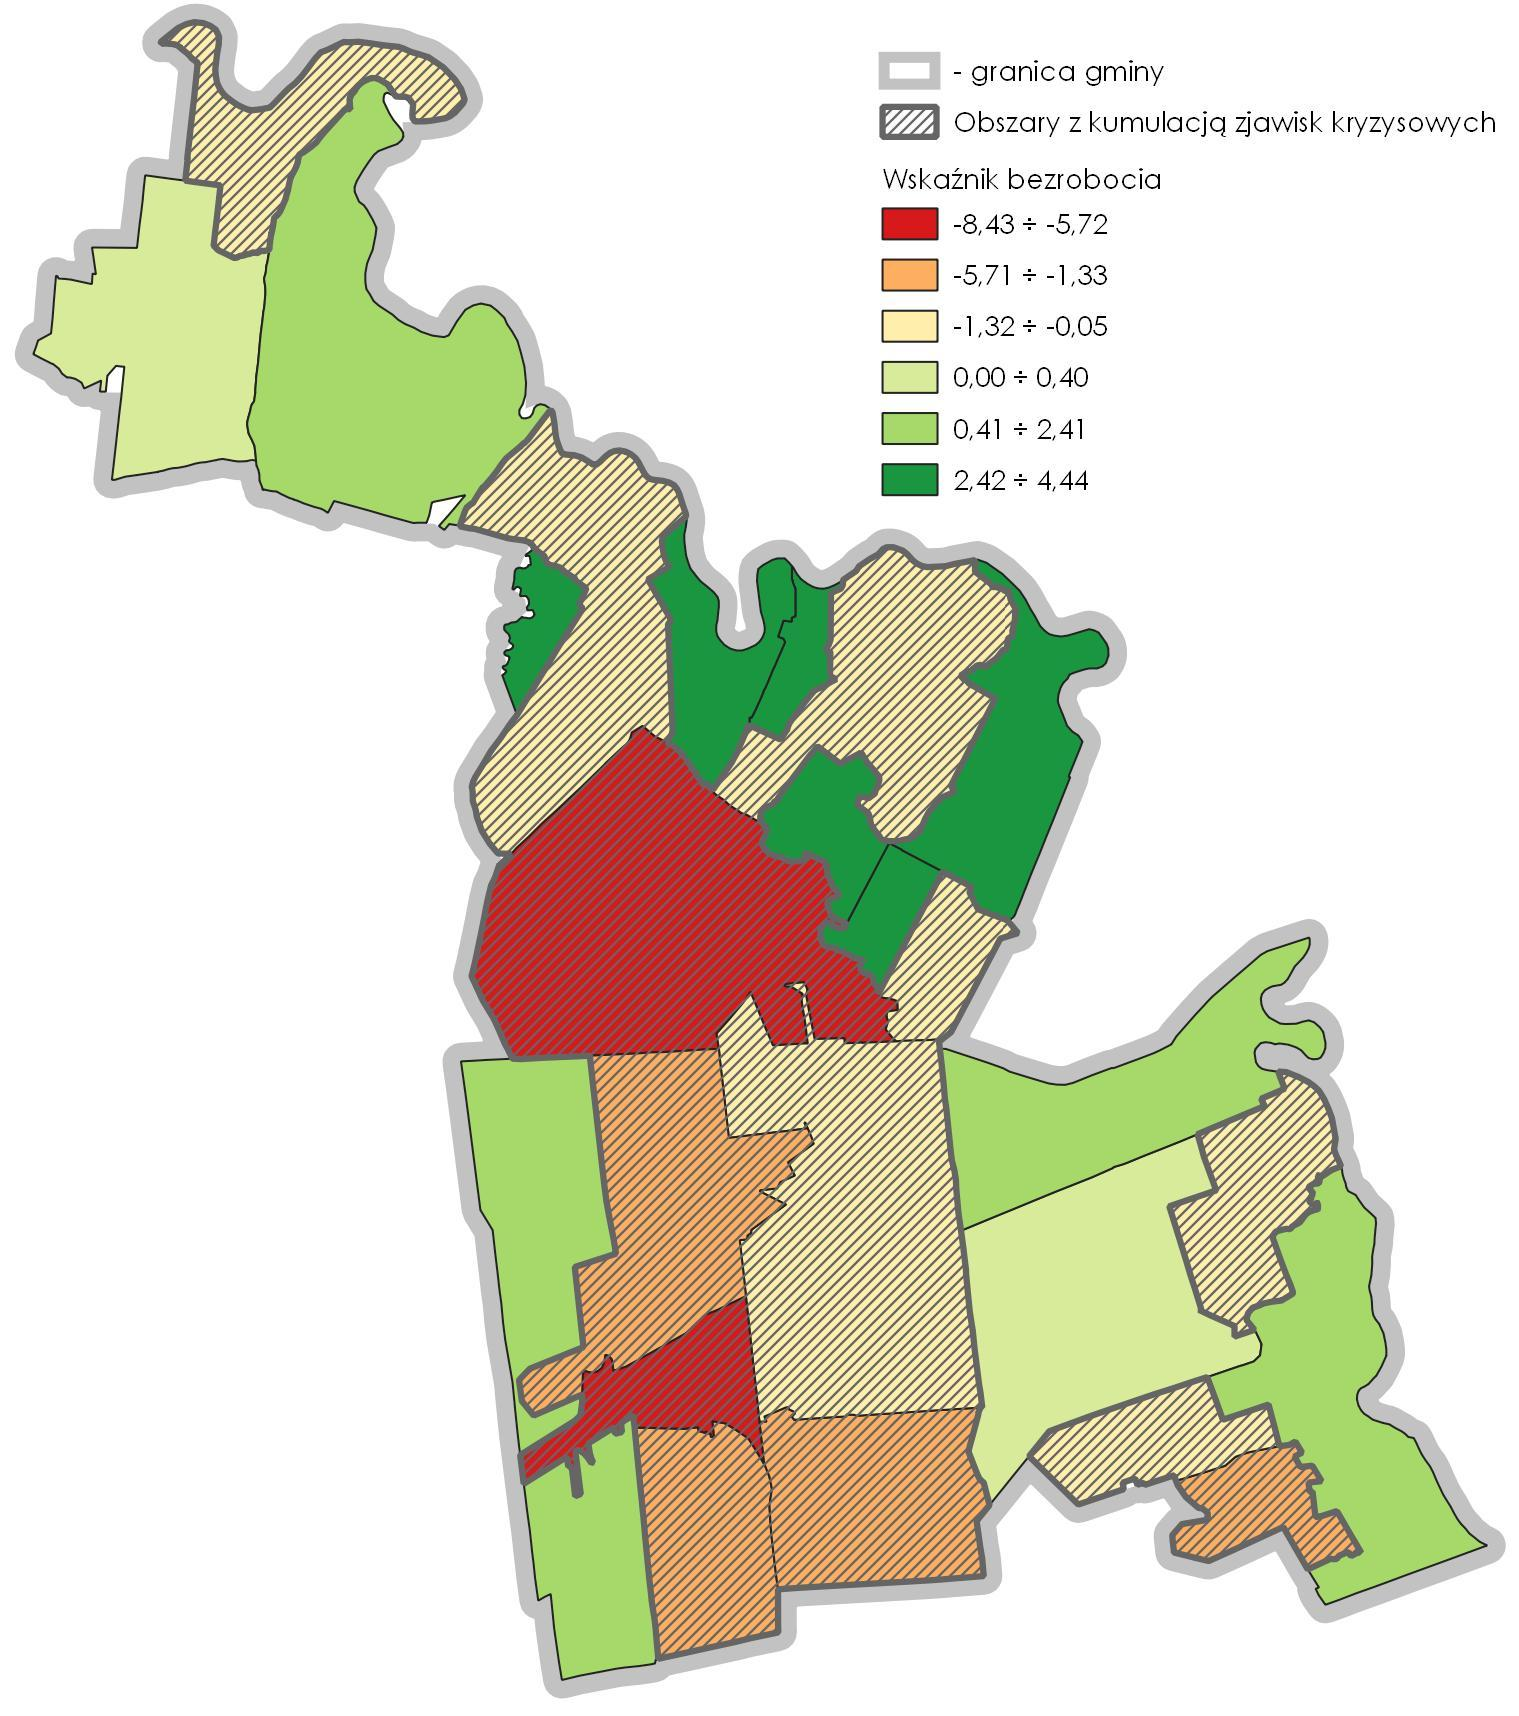 - granica gminy
Obszary z kumulacją zjawisk kryzysowych
Wskaźnik bezrobocia
-8,43 ÷ -5,72
-5,71 ÷ -1,33
-1,32 ÷ -0,05
0,00 ÷ 0,40
0,41 ÷ 2,41
2,42 ÷ 4,44